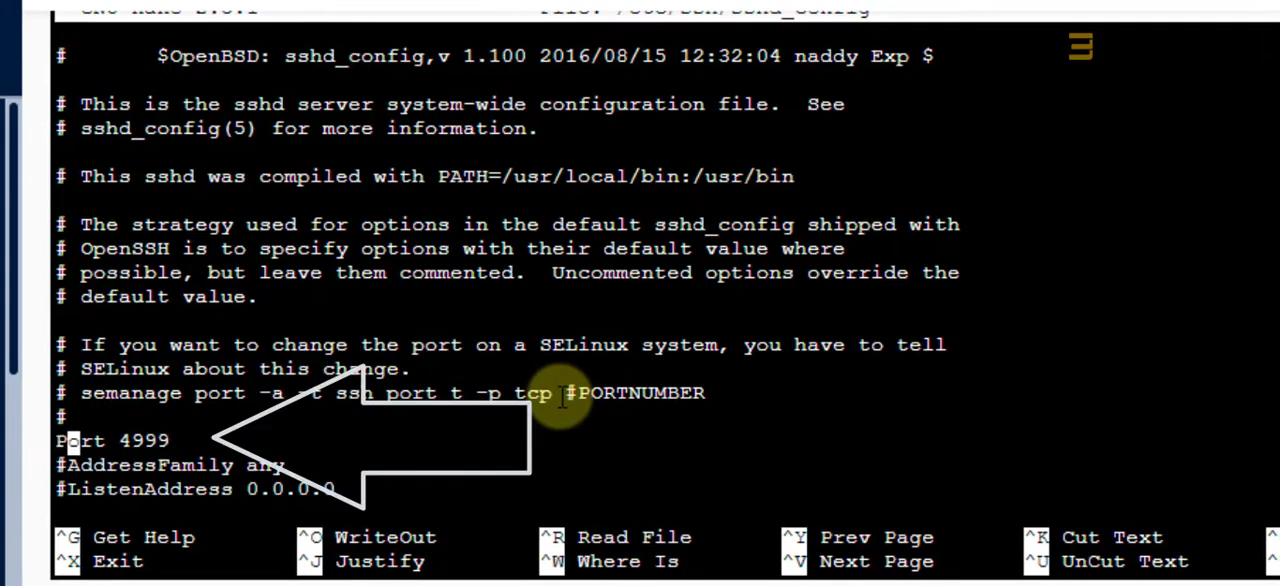 # $OpenBSD: sshd_config,v 1.100 2016/08/15 12:32:04 naddy Exp $
# This is the sshd server system-wide configuration file. See
# sshd_config(5) for more information.
# This sshd was compiled with PATH=/usr/local/bin:/usr/bin
# The strategy used for options in the default sshd_config shipped with
# OpenSSH is to specify options with their default value where
# possible, but leave them commented. Uncommented options override the
# default value.
# If you want to change the port on a SELinux system, you have to tell
# SELinux about this change.
# semanage port -a -t ssh port t -p tcp #PORTNUMBER
#
Port 4999
#AddressFamily any
#ListenAddress 0.0.0.0
^G Get Help ^O WriteOut ^R Read File ^Y Prev Page ^K Cut Text ^
^X Exit ^J Justify ^W Where Is ^V Next Page ^U UnCut Text ^